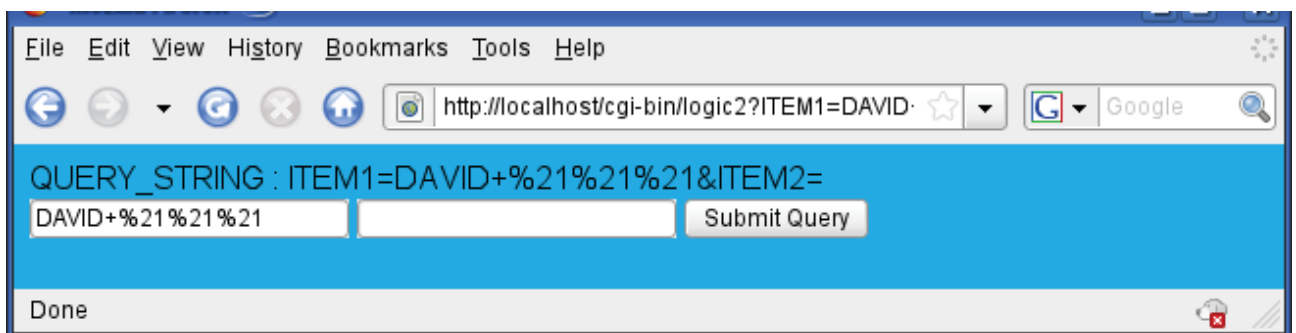 File Edit View History Bookmarks Tools Help
http://localhost/cgi-bin/logic2?ITEM1=DAVID
G Google
QUERY_STRING : ITEM1=DAVID+%21%21%21&ITEM2=
DAVID+%21%21%21 Submit Query
Done